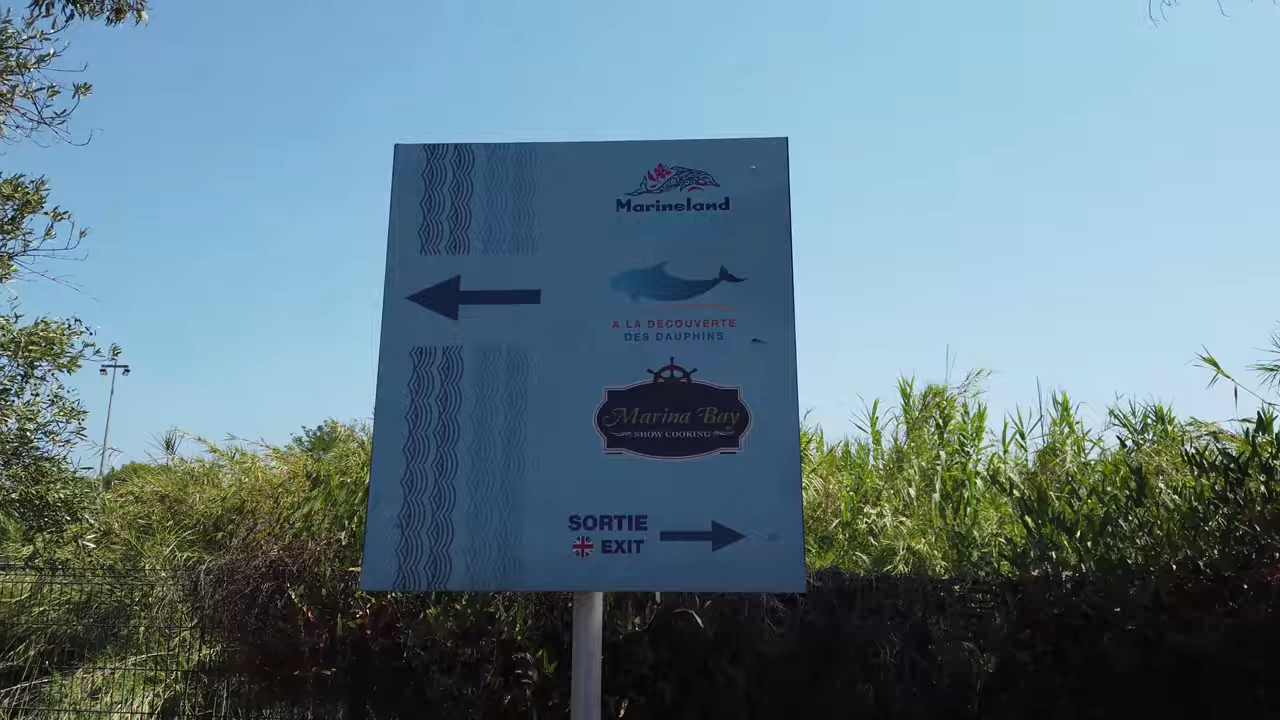 Marineland
A LA DECOUVERTE
DES DAUPHINS
Marina Bay
SHOW COOKING
SORTIE
EXIT